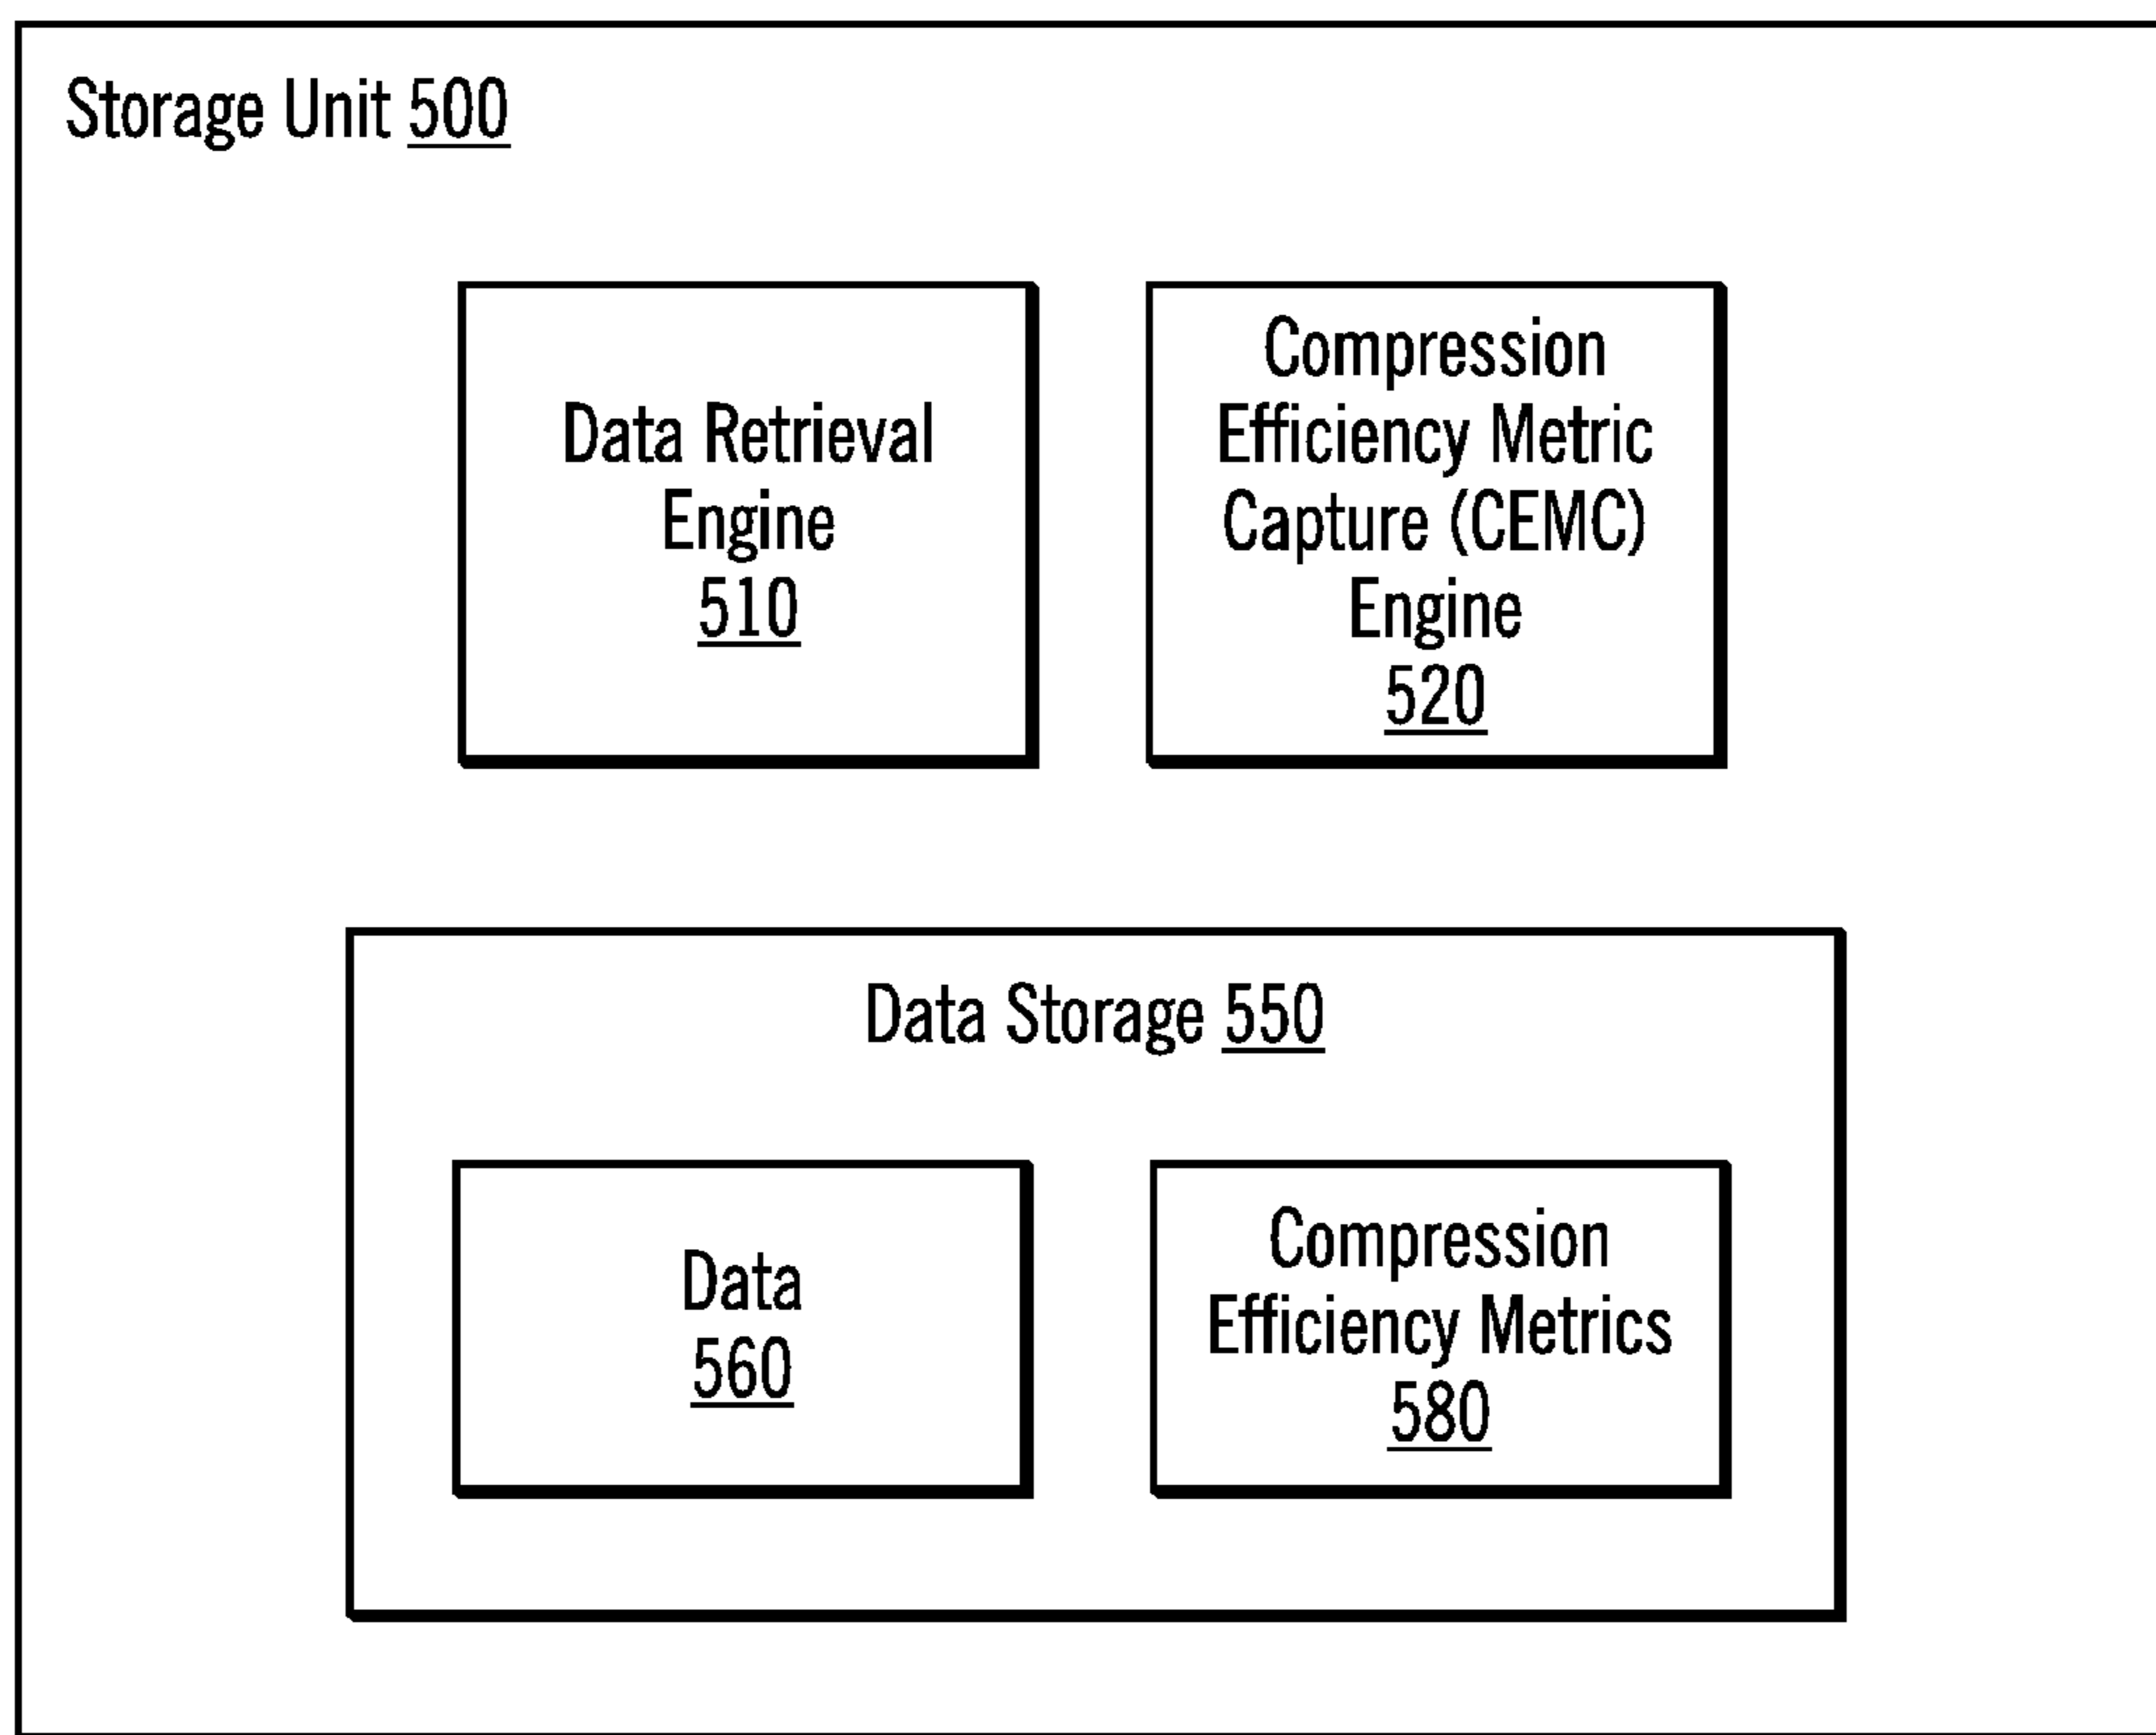 Storage Unit 500
Data Retrieval
Engine
510
Compression
Efficiency Metric
Capture (CEMC)
Engine
520
Data Storage 550
Data
560
Compression
Efficiency Metrics
580